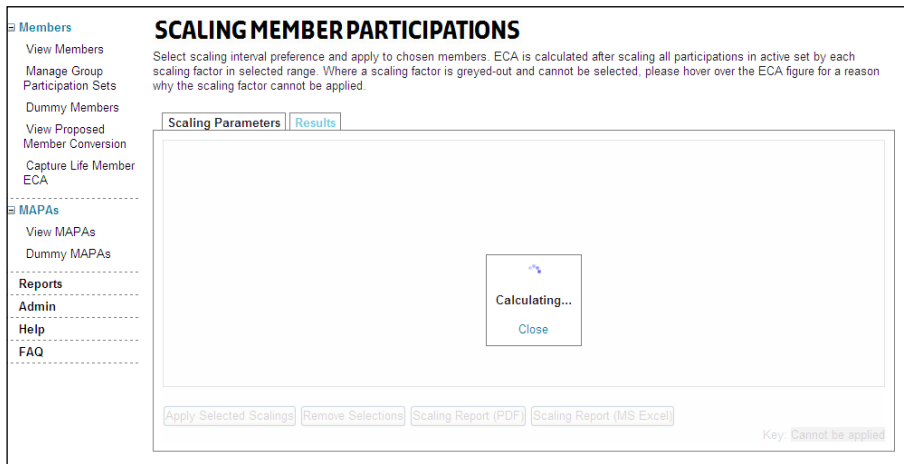 Members
View Members
Manage Group
Participation Sets
Dummy Members
View Proposed
Member Conversion
Capture Life Member
ECA
MAPAs
View MAPAs
Dummy MAPAs
Reports
Admin
Help
FAQ
SCALING MEMBER PARTICIPATIONS
Select scaling interval preference and apply to chosen members. ECA is calculated after scaling all participations in active set by each
scaling factor in selected range. Where a scaling factor is greyed-out and cannot be selected, please hover over the ECA figure for a reason
why the scaling factor cannot be applied.
Scaling Parameters Results
Calculating...
Close
Apply Selected Scalings Remove Selections Scaling Report (PDF) Scaling Report (MS Excel)
Key: Cannot be applied